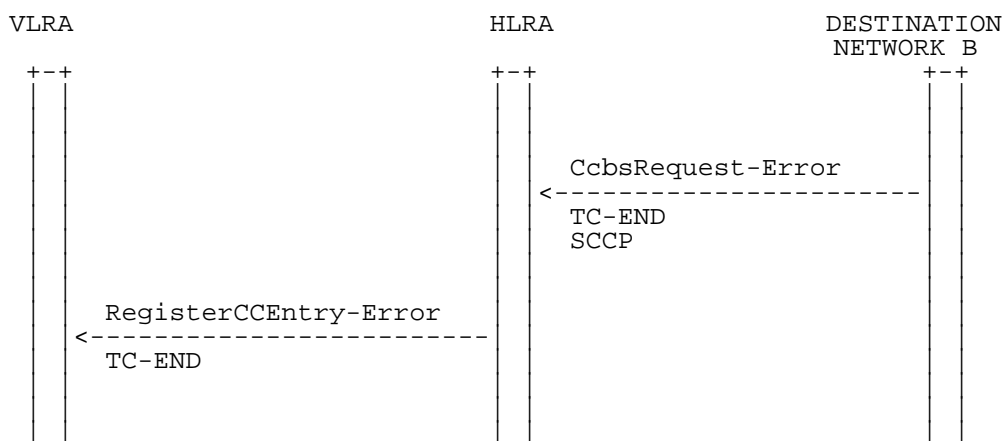 VLRA HLRA DESTINATION
NETWORK B
CcbsRequest-Error
TC-END
SCCP
RegisterCCEntry-Error
TC-END